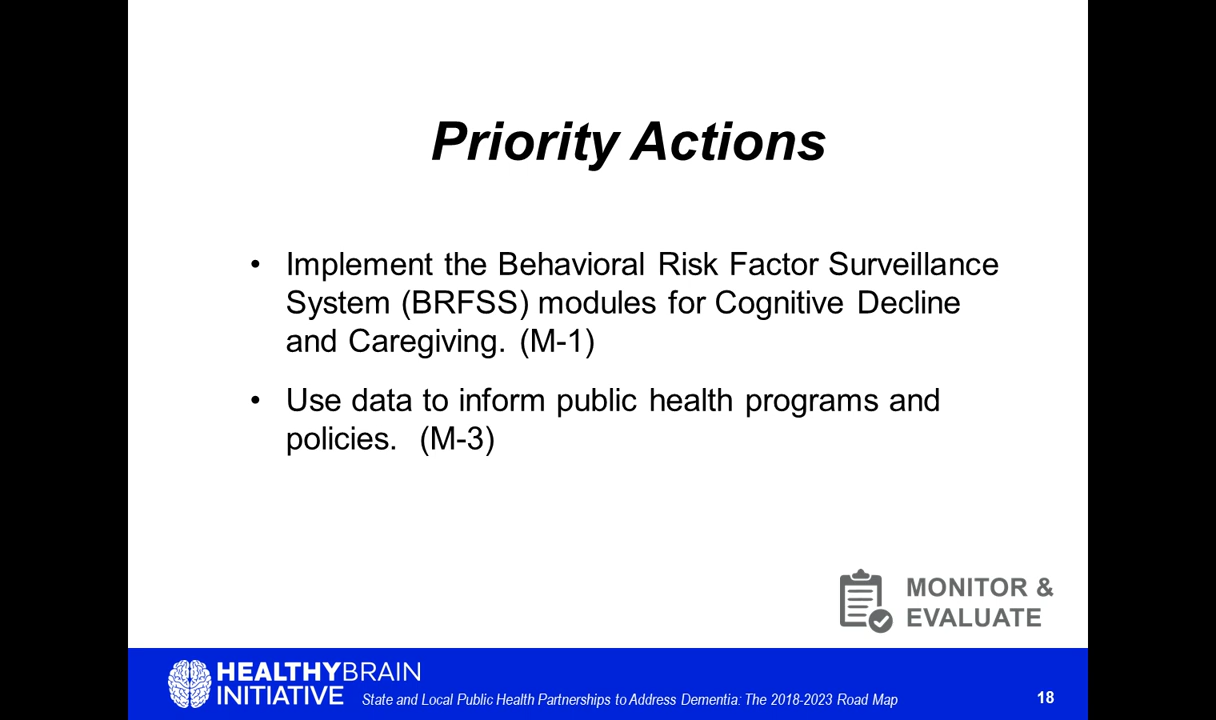 Priority Actions
• Implement the Behavioral Risk Factor Surveillance
System (BRFSS) modules for Cognitive Decline
and Caregiving. (M-1)
• Use data to inform public health programs and
policies.  (M-3)
MONITOR &
EVALUATE
HEALTHYBRAIN
INITIATIVE
State and Local Public Health Partnerships to Address Dementia: The 2018-2023 Road Map
18